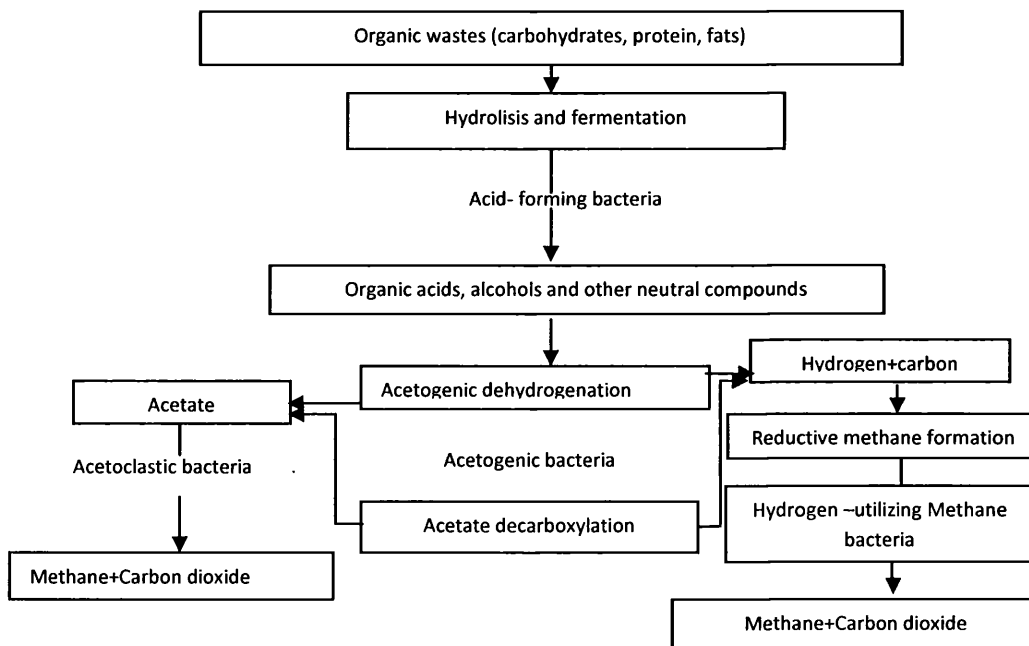 Organic wastes (carbohydrates, protein, fats)
Hydrolisis and fermentation
Acid- forming bacteria
Organic acids, alcohols and other neutral compounds
Hydrogen+carbon
Acetogenic dehydrogenation
Acetate
Reductive methane formation
Acetoclastic bacteria
Acetogenic bacteria
Hydrogen –utilizing Methane
bacteria
Acetate decarboxylation
Methane+Carbon dioxide
Methane+Carbon dioxide